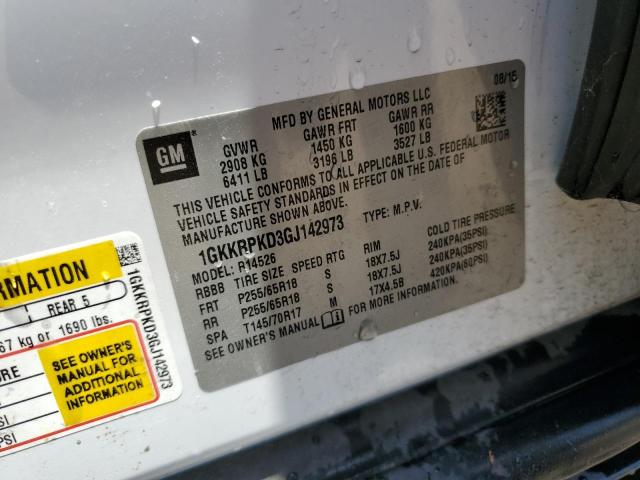 MFD BY GENERAL MOTORS LLC
08/15
GM
GVWR
2908 KG
6411 LB
GAWR FRT
1450 KG
3196 LB
GAWR RR
1600 KG
3527 LB
THIS VEHICLE CONFORMS TO ALL APPLICABLE U.S. FEDERAL MOTOR
VEHICLE SAFETY STANDARDS IN EFFECT ON THE DATE OF
MANUFACTURE SHOWN ABOVE.
1GKKRPKD3GJ142973 TYPE: M.P.V.
MODEL: R14526
RBBB TIRE SIZE SPEED RTG RIM COLD TIRE PRESSURE
FRT P255/65R18 S 18X7.5J 240KPA(35PSI)
RR P255/65R18 S 18X7.5J 240KPA(35PSI)
SPA T145/70R17 M 17X4.5B 420KPA(60PSI)
SEE OWNER'S MANUAL FOR MORE INFORMATION.
RMATION
REAR 5
67 kg or 1690 lbs.
SEE OWNER'S
MANUAL FOR
ADDITIONAL
INFORMATION
1GKKRPKD3GJ142973